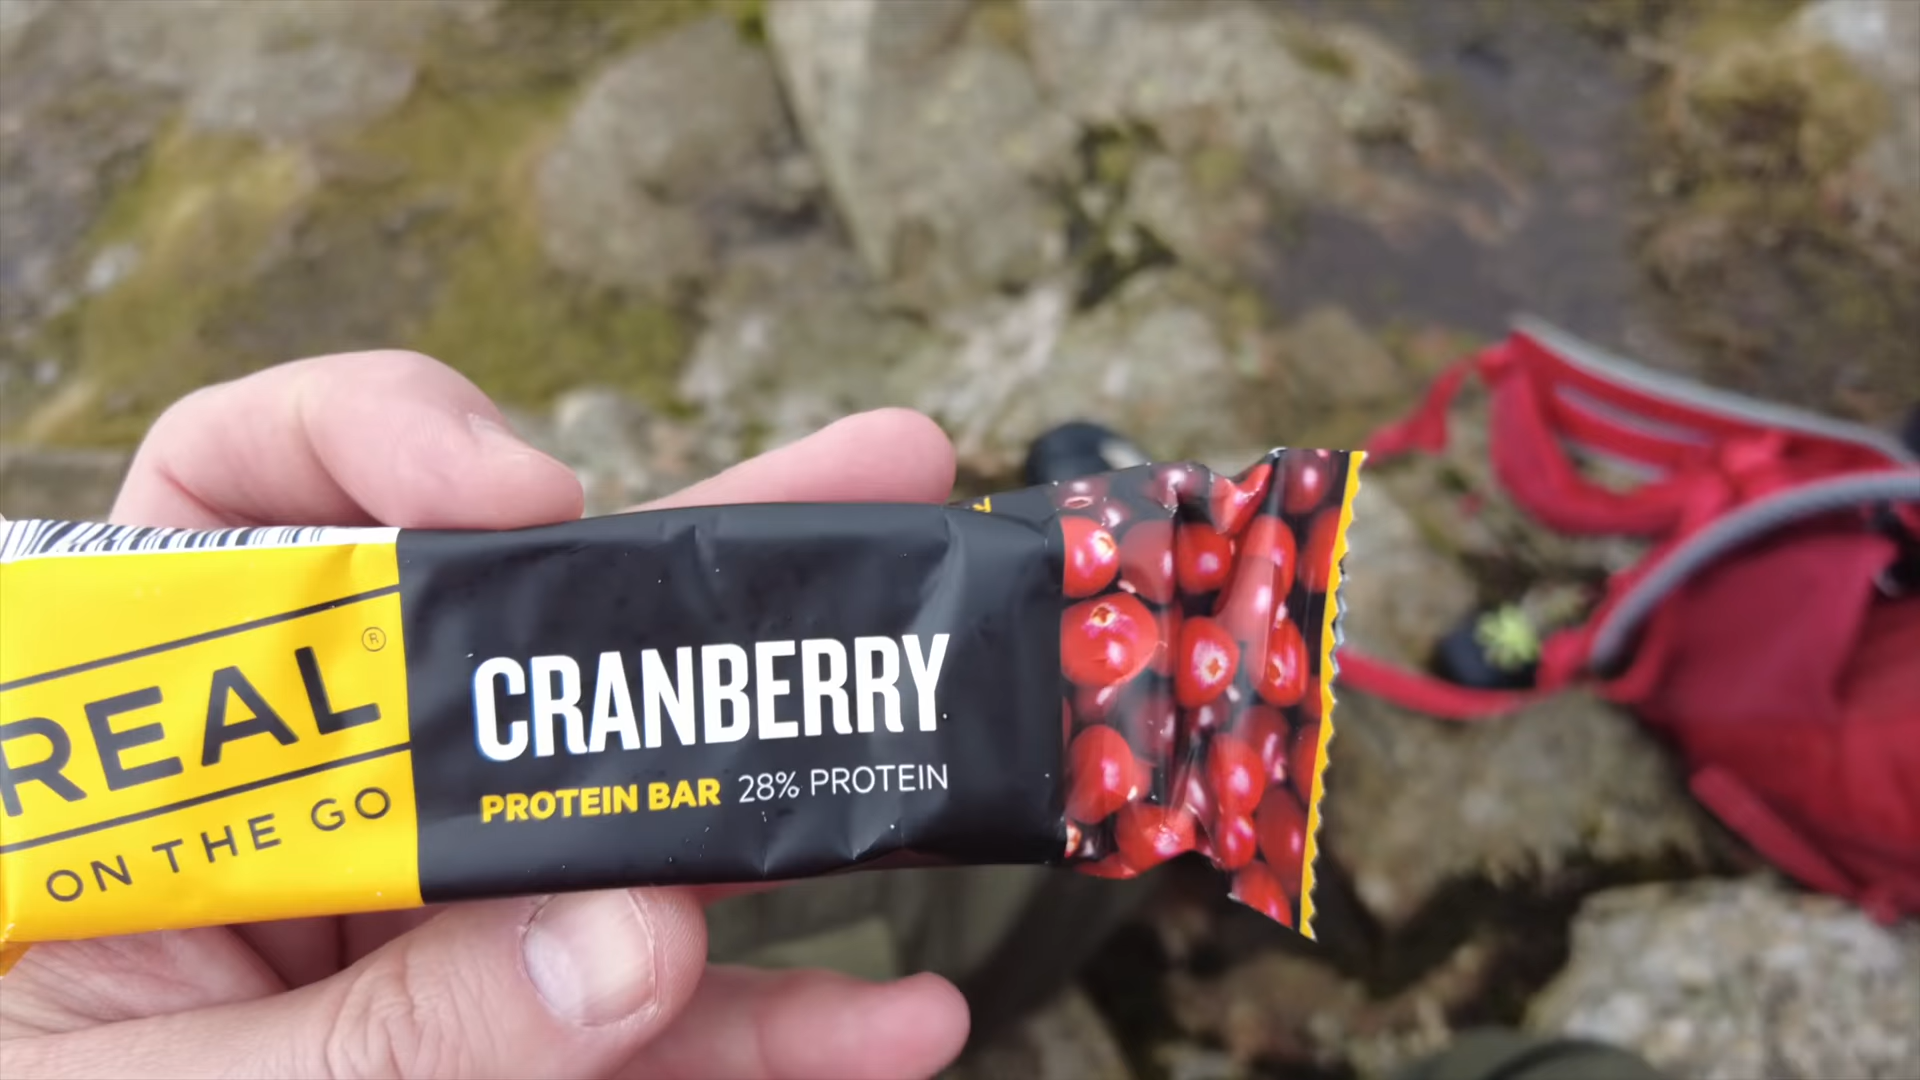 REAL®
ON THE GO
CRANBERRY
PROTEIN BAR 28% PROTEIN